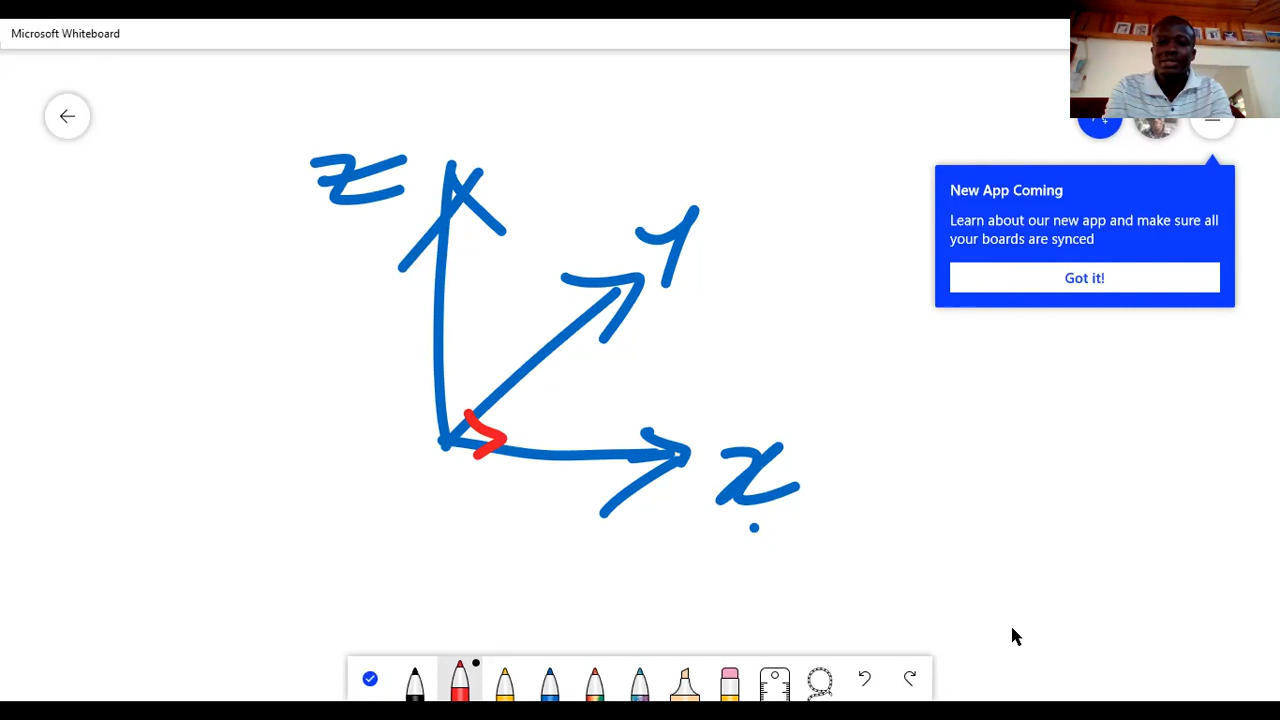 Microsoft Whiteboard
New App Coming
Learn about our new app and make sure all
your boards are synced
Got it!
Z
Y
x